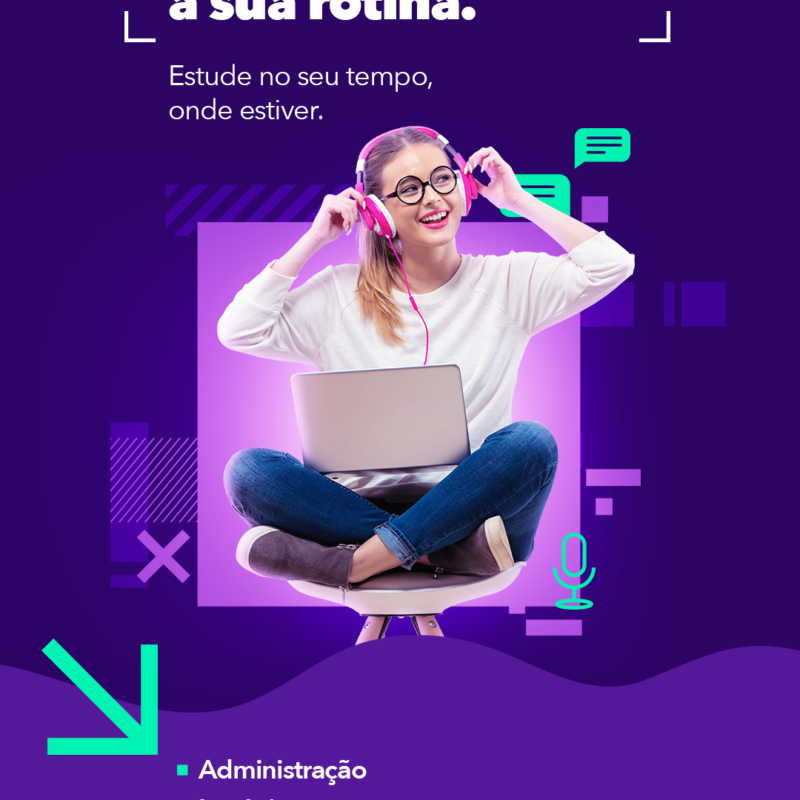 a sua rotina.
Estude no seu tempo,
onde estiver.
Administração